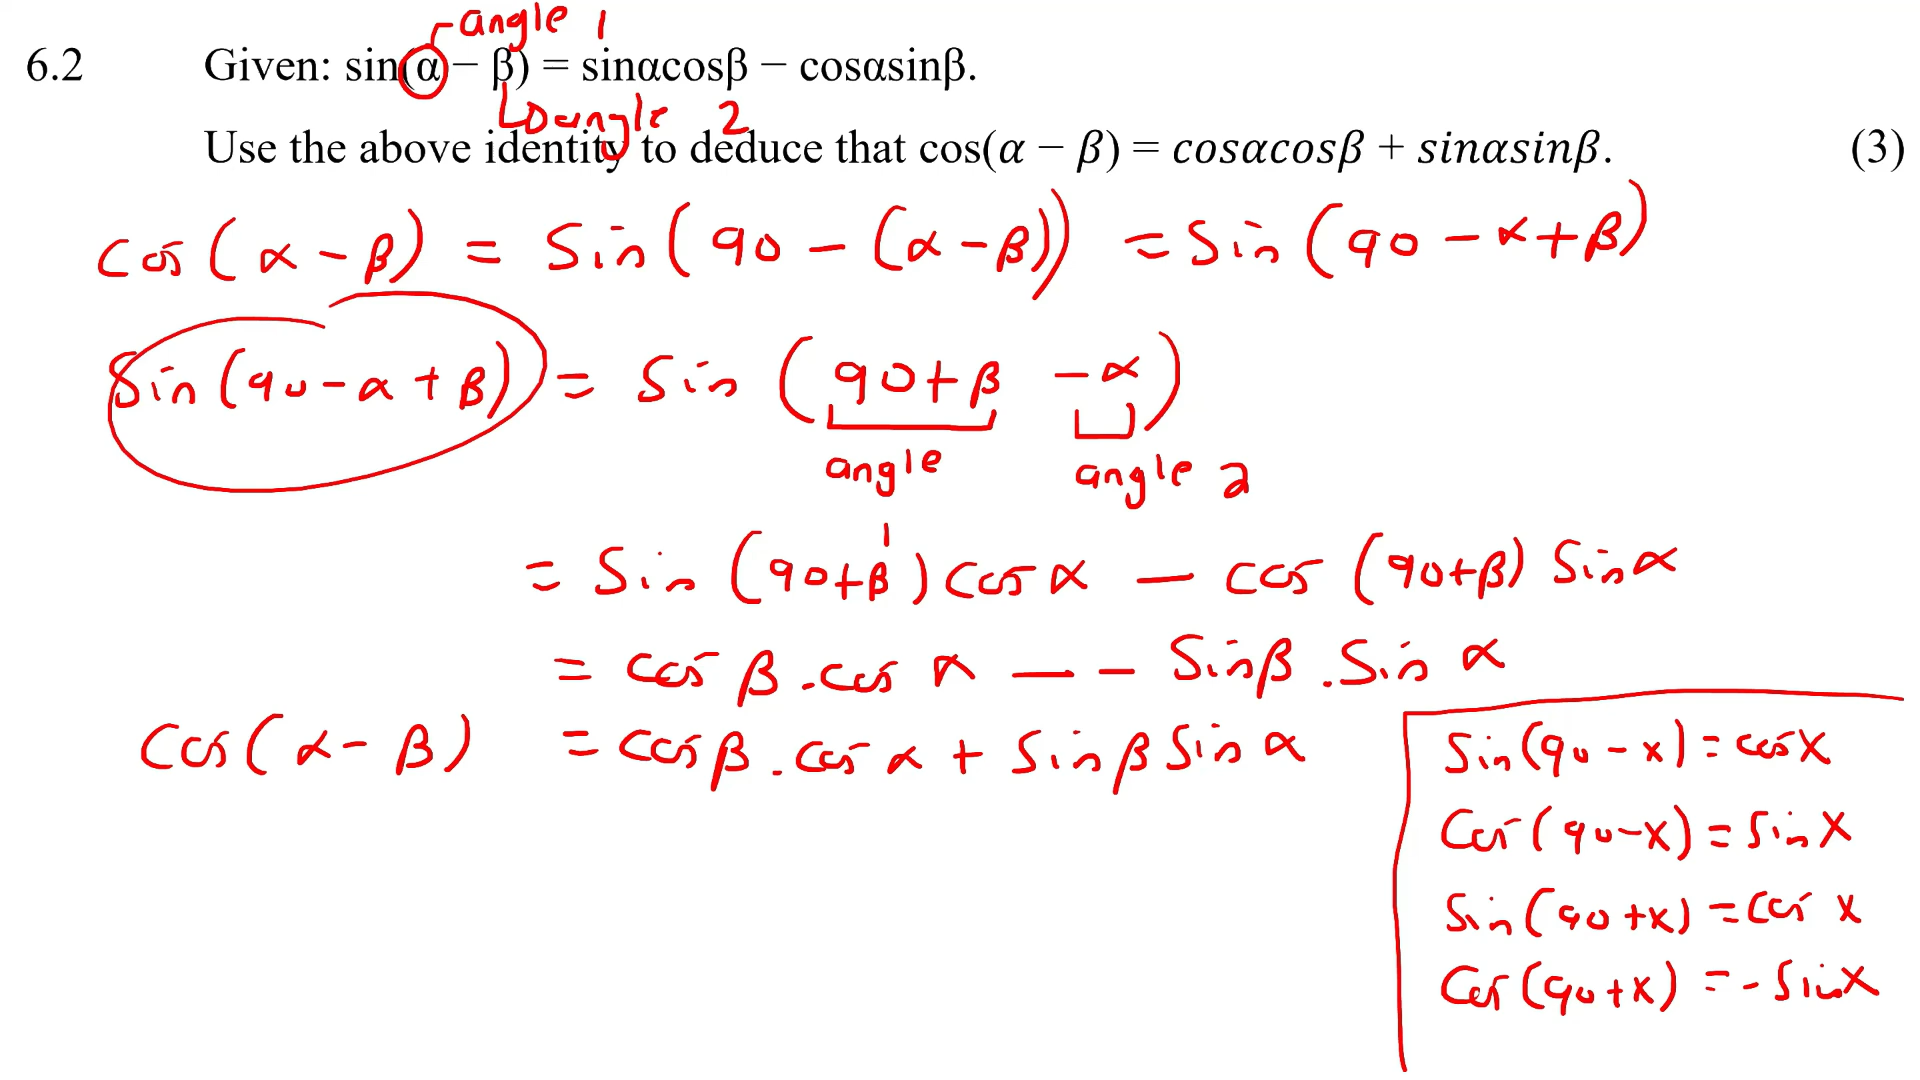 angle 1
6.2 Given: sin(α − β) = sinαcosβ − cosαsinβ.
angle 2
Use the above identity to deduce that cos(α − β) = cosαcosβ + sinαsinβ. (3)
cos(α − β) = Sin(90 − (α − β)) = Sin(90 − α + β)
Sin(90 − α + β) = Sin(90 + β − α)
angle 1 angle 2
= Sin(90 + β) cos α − cos(90 + β) Sin α
= cos β . cos α − − Sin β . Sin α
cos(α − β) = cos β . cos α + Sin β Sin α
Sin(90 − x) = cos x
Cos(90 − x) = Sin x
Sin(90 + x) = cos x
Cos(90 + x) = − Sin x